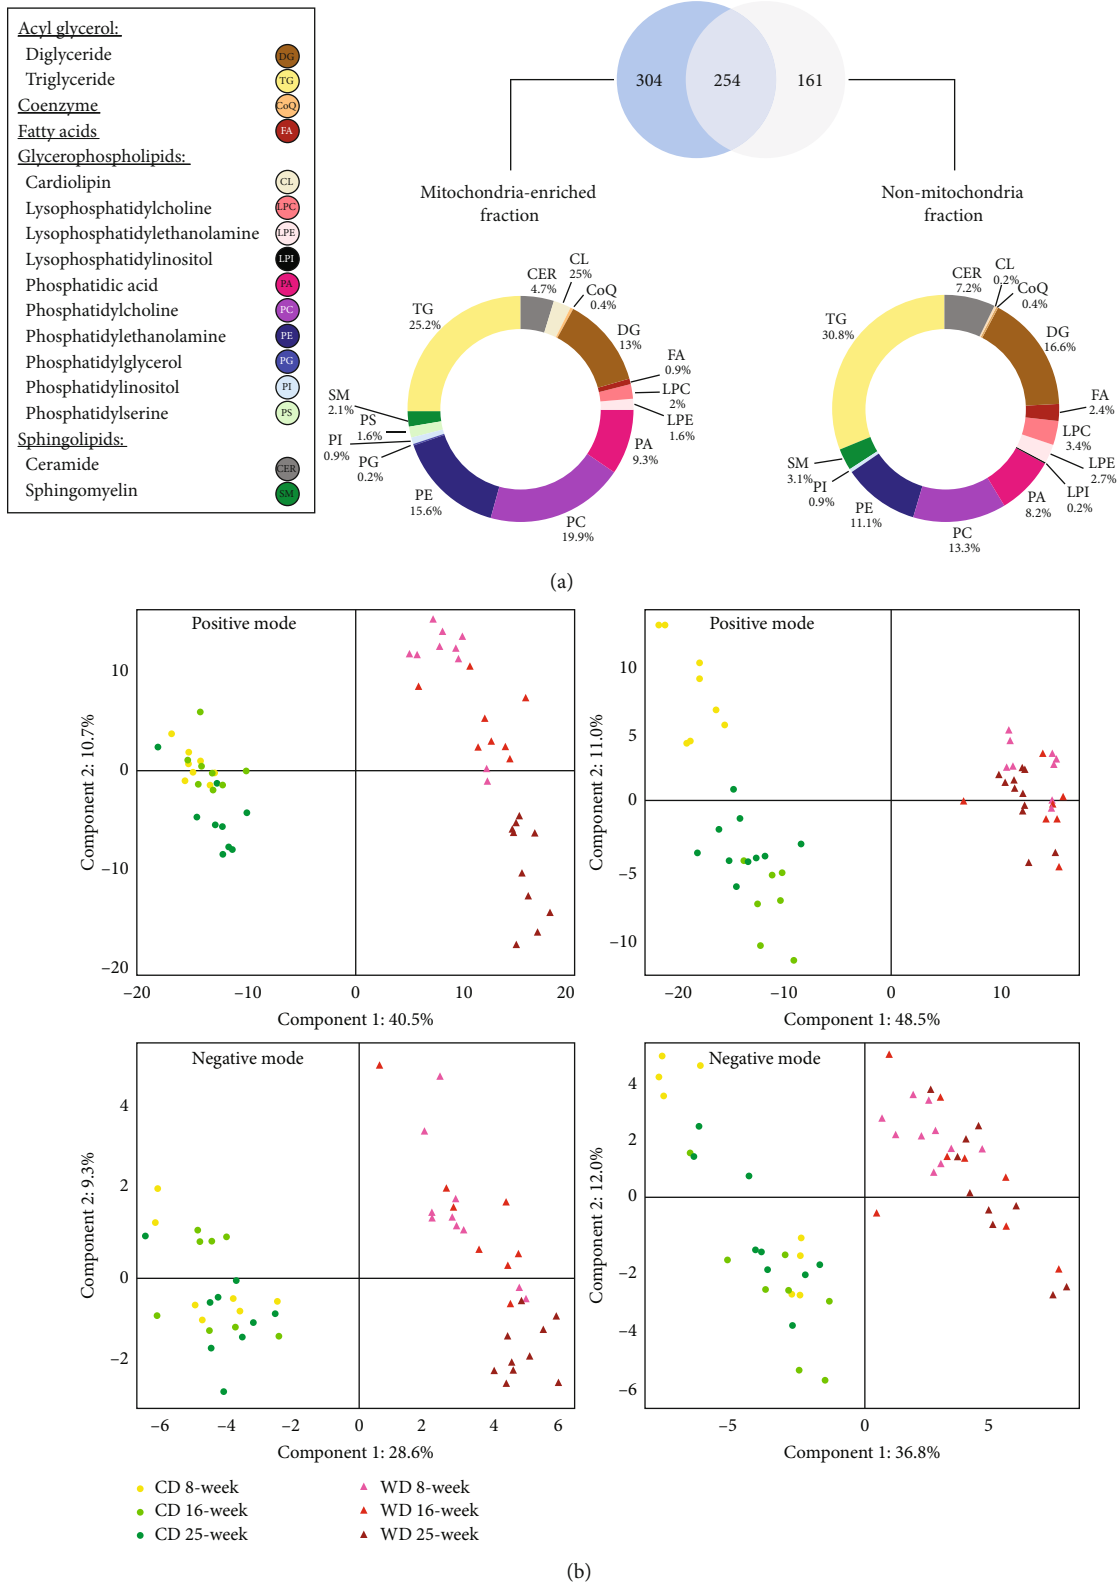 Acyl glycerol:
Diglyceride DG
Triglyceride TG
Coenzyme CoQ
Fatty acids FA
Glycerophospholipids:
Cardiolipin CL
Lysophosphatidylcholine LPC
Lysophosphatidylethanolamine LPE
Lysophosphatidylinositol LPI
Phosphatidic acid PA
Phosphatidylcholine PC
Phosphatidylethanolamine PE
Phosphatidylglycerol PG
Phosphatidylinositol PI
Phosphatidylserine PS
Sphingolipids:
Ceramide CER
Sphingomyelin SM
304 254 161
Mitochondria-enriched
fraction
CER
4.7%
CL
25%
CoQ
0.4%
DG
13%
FA
0.9%
LPC
2%
LPE
1.6%
PA
9.3%
PC
19.9%
PE
15.6%
PG
0.2%
PI
0.9%
PS
1.6%
SM
2.1%
TG
25.2%
Non-mitochondria
fraction
CER
7.2%
CL
0.2%
CoQ
0.4%
DG
16.6%
FA
2.4%
LPC
3.4%
LPE
2.7%
LPI
0.2%
PA
8.2%
PC
13.3%
PE
11.1%
PI
0.9%
SM
3.1%
TG
30.8%
(a)
Positive mode
Component 2: 10.7%
10
0
–10
–20
–20 –10 0 10 20
Component 1: 40.5%
Positive mode
Component 2: 11.0%
10
5
0
–5
–10
–20 –10 0 10
Component 1: 48.5%
Negative mode
Component 2: 9.3%
4
2
0
–2
–6 –4 –2 0 2 4 6
Component 1: 28.6%
Negative mode
Component 2: 12.0%
4
2
0
–2
–4
–6
–5 0 5
Component 1: 36.8%
CD 8-week
CD 16-week
CD 25-week
WD 8-week
WD 16-week
WD 25-week
(b)